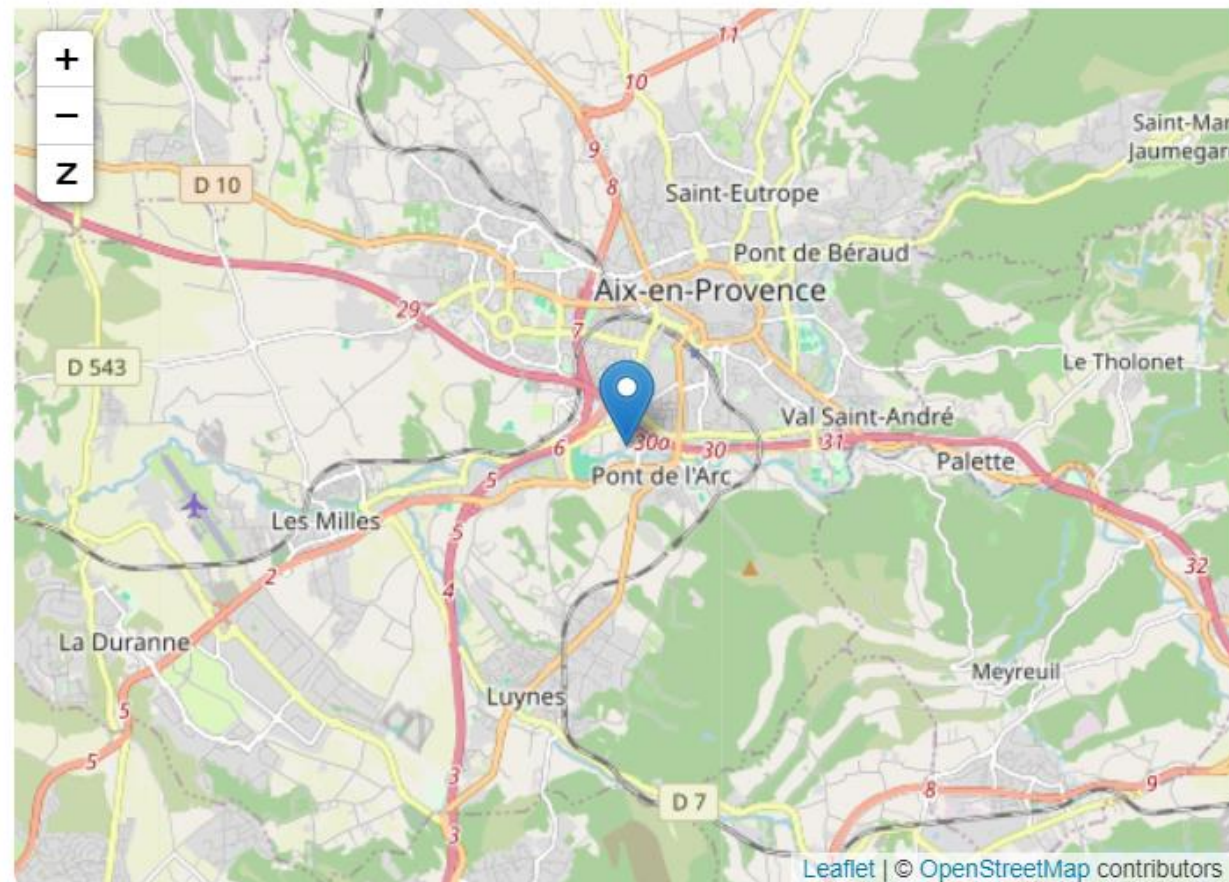 +
−
Z
11
10
9
8
Saint-Mar
Jaumegar
D 10
Saint-Eutrope
Pont de Béraud
Aix-en-Provence
29
7
D 543
Le Tholonet
Val Saint-André
6
30o
30
31
5
Pont de l'Arc
Palette
Les Milles
5
2
4
32
La Duranne
Meyreuil
Luynes
5
5
3
D 7
8
9
3
Leaflet | © OpenStreetMap contributors